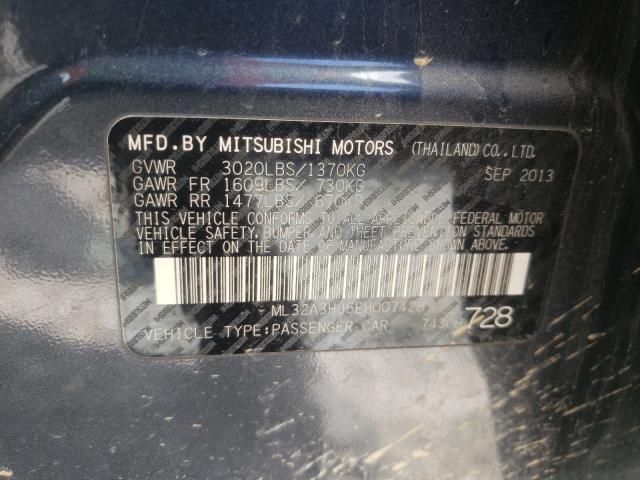 MFD.BY MITSUBISHI MOTORS (THAILAND) CO., LTD.
GVWR 3020LBS/1370KG SEP 2013
GAWR FR 1609LBS/ 730KG
GAWR RR 1477LBS/ 670KG
THIS VEHICLE CONFORMS TO ALL APPLICABLE FEDERAL MOTOR
VEHICLE SAFETY, BUMPER AND THEFT PREVENTION STANDARDS
IN EFFECT ON THE DATE OF MANUFACTURE SHOWN ABOVE.
ML32A3HJ6EH007428
VEHICLE TYPE:PASSENGER CAR 728